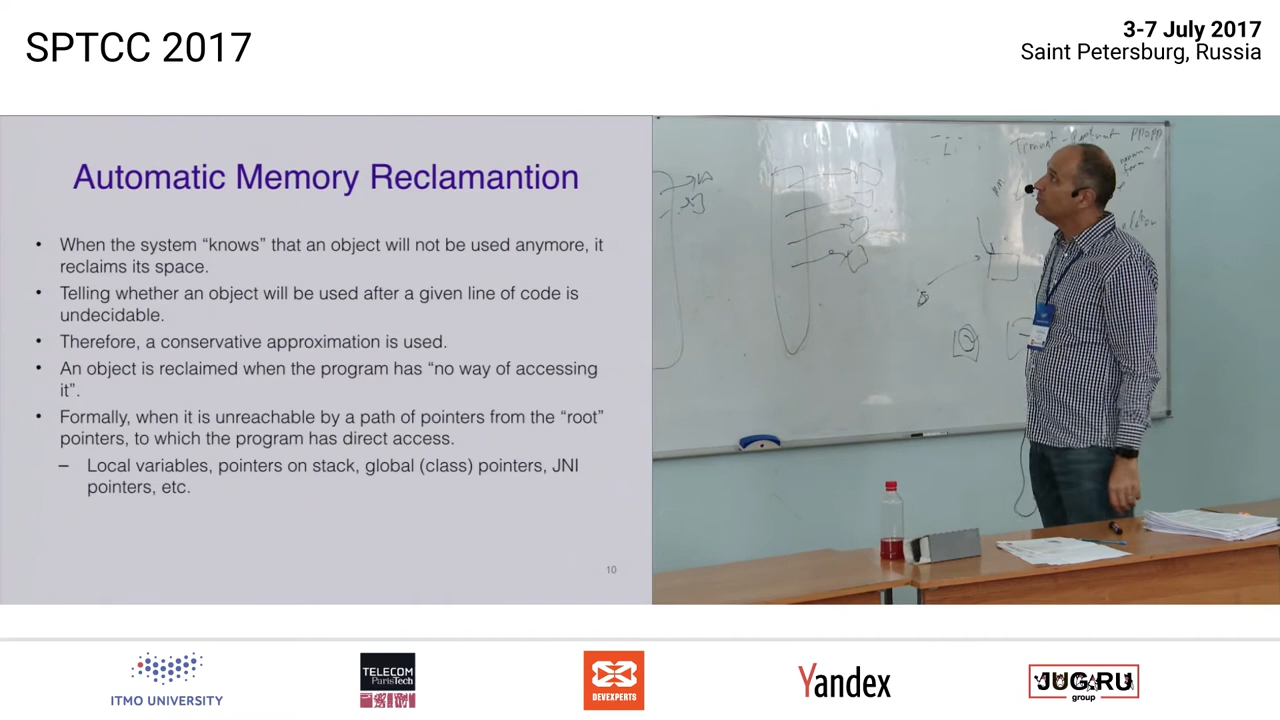 SPTCC 2017
3-7 July 2017
Saint Petersburg, Russia
Automatic Memory Reclamantion
• When the system “knows” that an object will not be used anymore, it
reclaims its space.
• Telling whether an object will be used after a given line of code is
undecidable.
• Therefore, a conservative approximation is used.
• An object is reclaimed when the program has “no way of accessing
it”.
• Formally, when it is unreachable by a path of pointers from the “root”
pointers, to which the program has direct access.
– Local variables, pointers on stack, global (class) pointers, JNI
pointers, etc.
10
ITMO UNIVERSITY
TELECOM
ParisTech
DEVEXPERTS
Yandex
JUG.RU
group